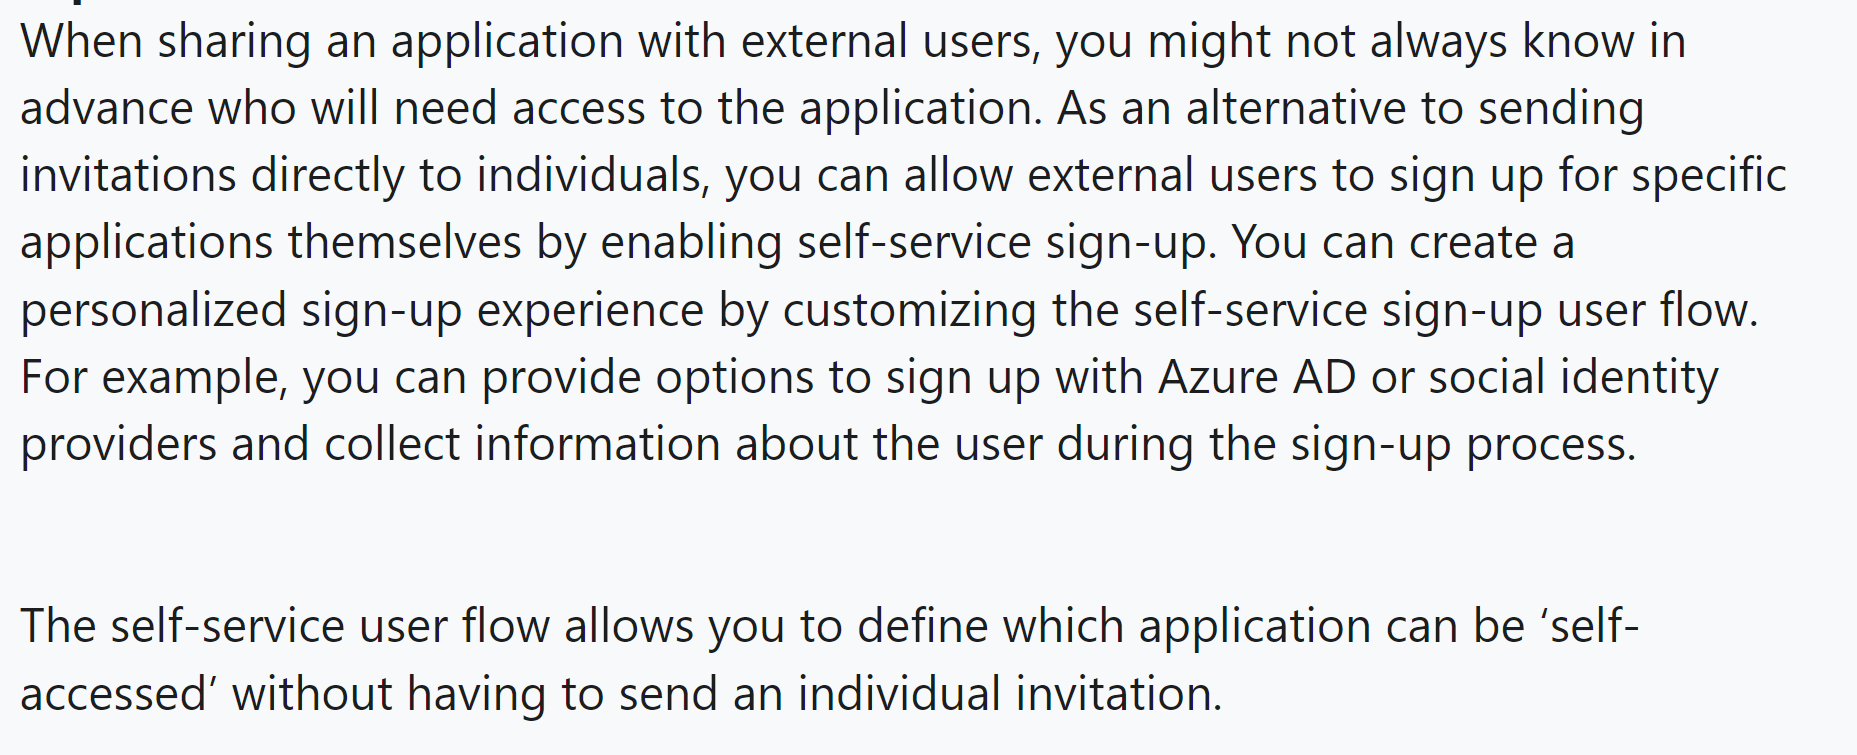 When sharing an application with external users, you might not always know in
advance who will need access to the application. As an alternative to sending
invitations directly to individuals, you can allow external users to sign up for specific
applications themselves by enabling self-service sign-up. You can create a
personalized sign-up experience by customizing the self-service sign-up user flow.
For example, you can provide options to sign up with Azure AD or social identity
providers and collect information about the user during the sign-up process.
The self-service user flow allows you to define which application can be ‘self-
accessed’ without having to send an individual invitation.